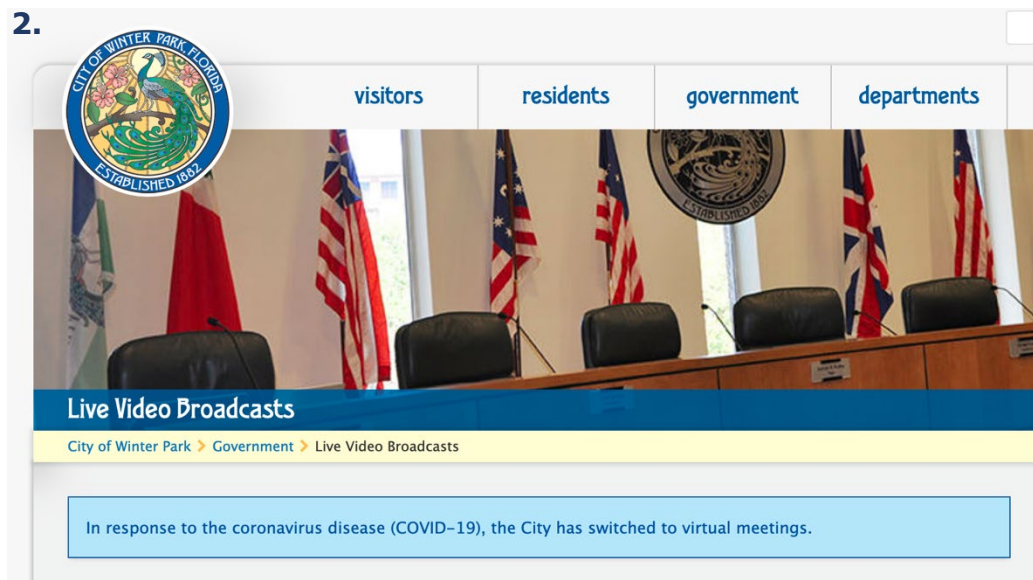 2.
CITY OF WINTER PARK, FLORIDA
ESTABLISHED 1882
visitors
residents
government
departments
ESTABLISHED 1882
Live Video Broadcasts
City of Winter Park > Government > Live Video Broadcasts
In response to the coronavirus disease (COVID-19), the City has switched to virtual meetings.